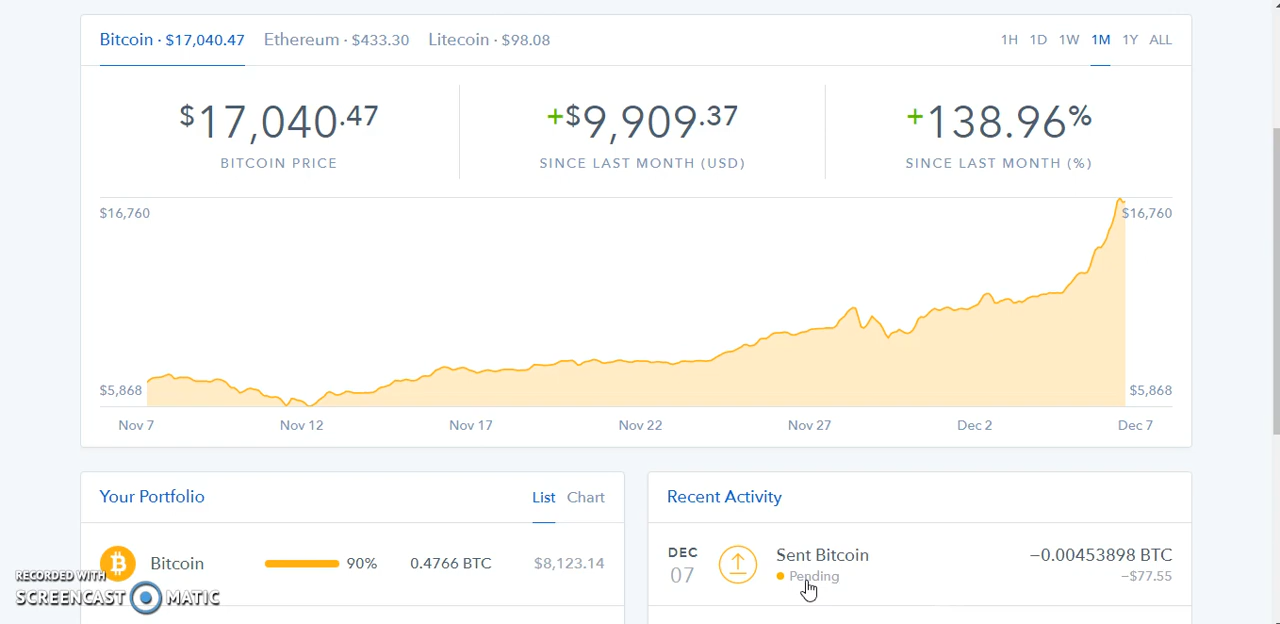 Bitcoin · $17,040.47 Ethereum · $433.30 Litecoin · $98.08 1H 1D 1W 1M 1Y ALL
$17,040.47 +$9,909.37 +138.96%
BITCOIN PRICE SINCE LAST MONTH (USD) SINCE LAST MONTH (%)
$16,760 $16,760
$5,868 $5,868
Nov 7 Nov 12 Nov 17 Nov 22 Nov 27 Dec 2 Dec 7
Your Portfolio List Chart
Bitcoin 90% 0.4766 BTC $8,123.14
Recent Activity
DEC Sent Bitcoin −0.00453898 BTC
07 Pending −$77.55
RECORDED WITH
SCREENCAST MATIC